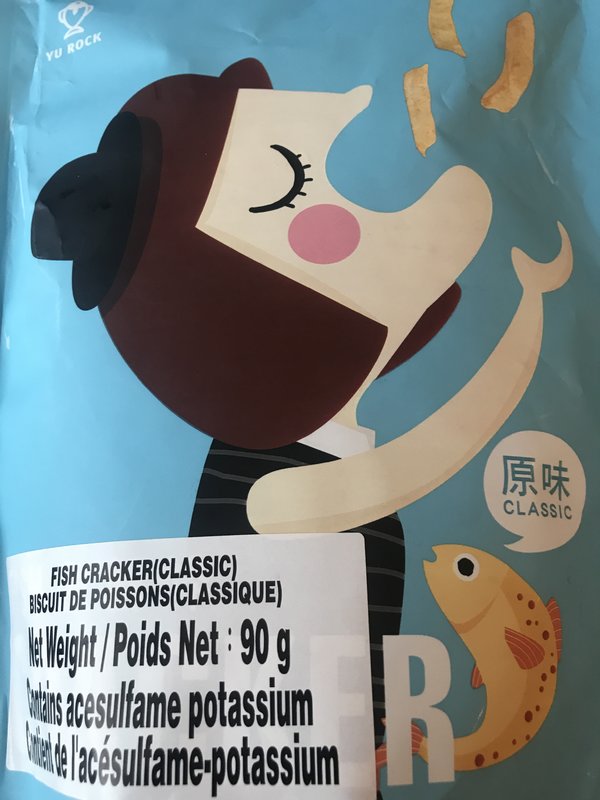 YU ROCK
原味
CLASSIC
FISH CRACKER(CLASSIC)
BISCUIT DE POISSONS(CLASSIQUE)
Net Weight / Poids Net : 90 g
Contains acesulfame potassium
Contient de l'acésulfame-potassium
KER